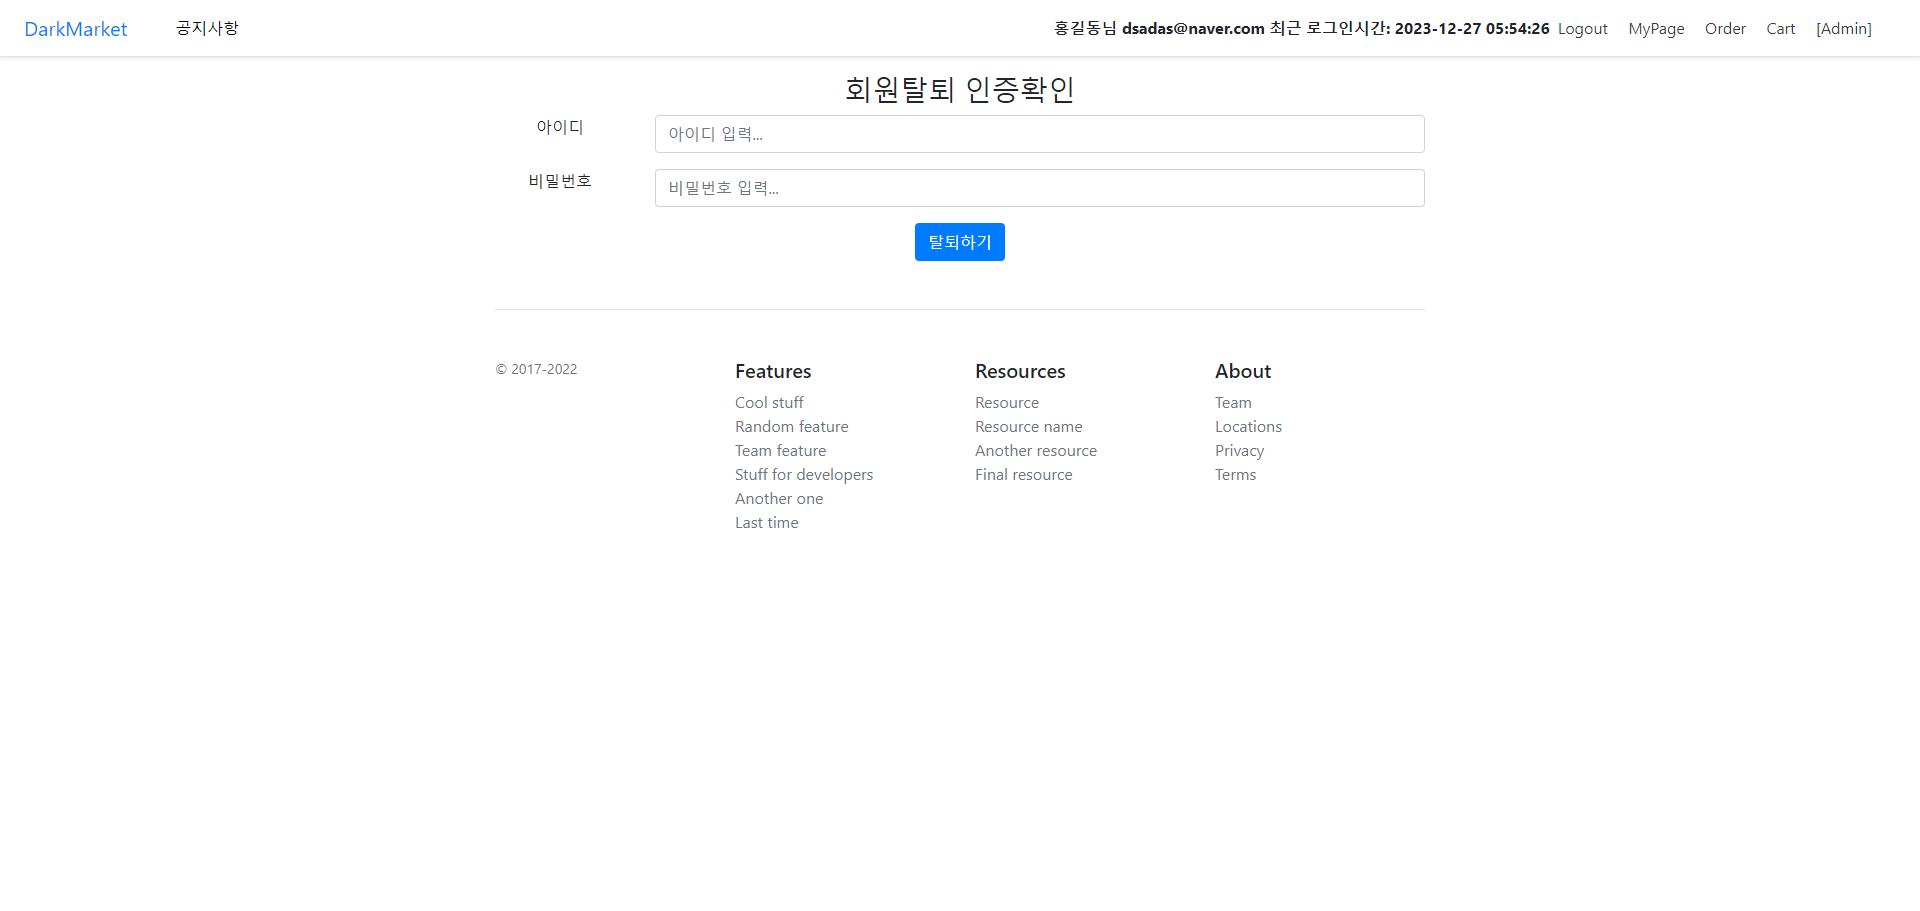 DarkMarket 공지사항 홍길동님 dsadas@naver.com 최근 로그인시간: 2023-12-27 05:54:26 Logout MyPage Order Cart [Admin]
회원탈퇴 인증확인
아이디 아이디 입력...
비밀번호 비밀번호 입력...
탈퇴하기
© 2017-2022
Features
Cool stuff
Random feature
Team feature
Stuff for developers
Another one
Last time
Resources
Resource
Resource name
Another resource
Final resource
About
Team
Locations
Privacy
Terms